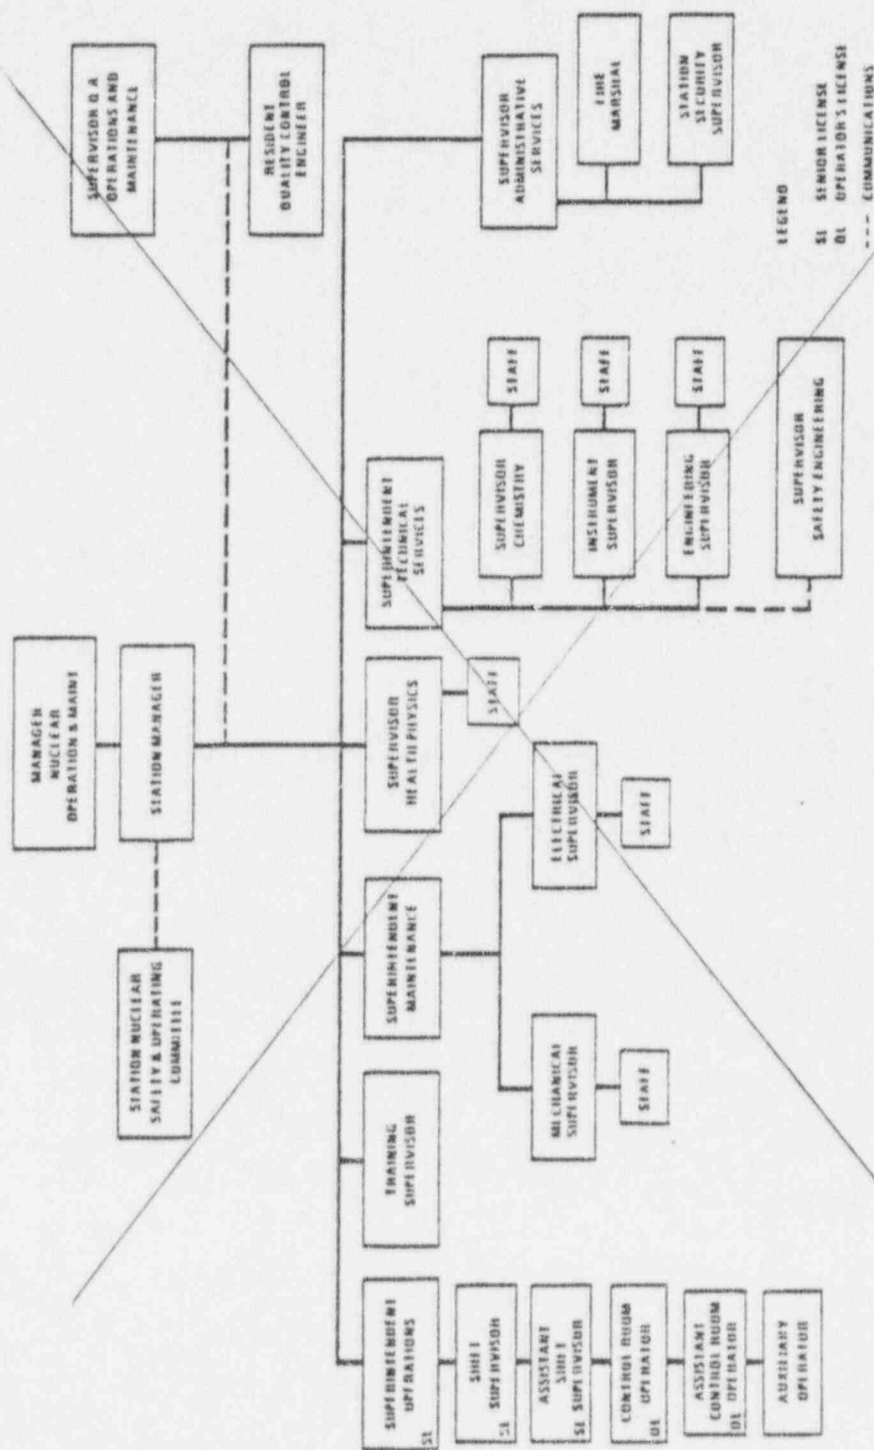 MANAGER
NUCLEAR
OPERATION & MAINT
STATION MANAGER
STATION NUCLEAR
SAFETY & OPERATING
COMMITTEE
SUPERVISOR Q A
OPERATIONS AND
MAINTENANCE
RESIDENT
QUALITY CONTROL
ENGINEER
SUPERINTENDENT
OPERATIONS
SL
SHIFT
SUPERVISOR
SL
ASSISTANT
SHIFT
SL SUPERVISOR
CONTROL ROOM
OPERATOR
OL
ASSISTANT
CONTROL ROOM
OL OPERATOR
AUXILIARY
OPERATOR
TRAINING
SUPERVISOR
SUPERINTENDENT
MAINTENANCE
MECHANICAL
SUPERVISOR
STAFF
ELECTRICAL
SUPERVISOR
STAFF
SUPERVISOR
HEALTH PHYSICS
STAFF
SUPERINTENDENT
TECHNICAL
SERVICES
SUPERVISOR
CHEMISTRY
STAFF
INSTRUMENT
SUPERVISOR
STAFF
ENGINEERING
SUPERVISOR
STAFF
SUPERVISOR
SAFETY ENGINEERING
SUPERVISOR
ADMINISTRATIVE
SERVICES
FIRE
MARSHAL
STATION
SECURITY
SUPERVISOR
LEGEND
SL SENIOR LICENSE
OL OPERATOR'S LICENSE
--- COMMUNICATIONS